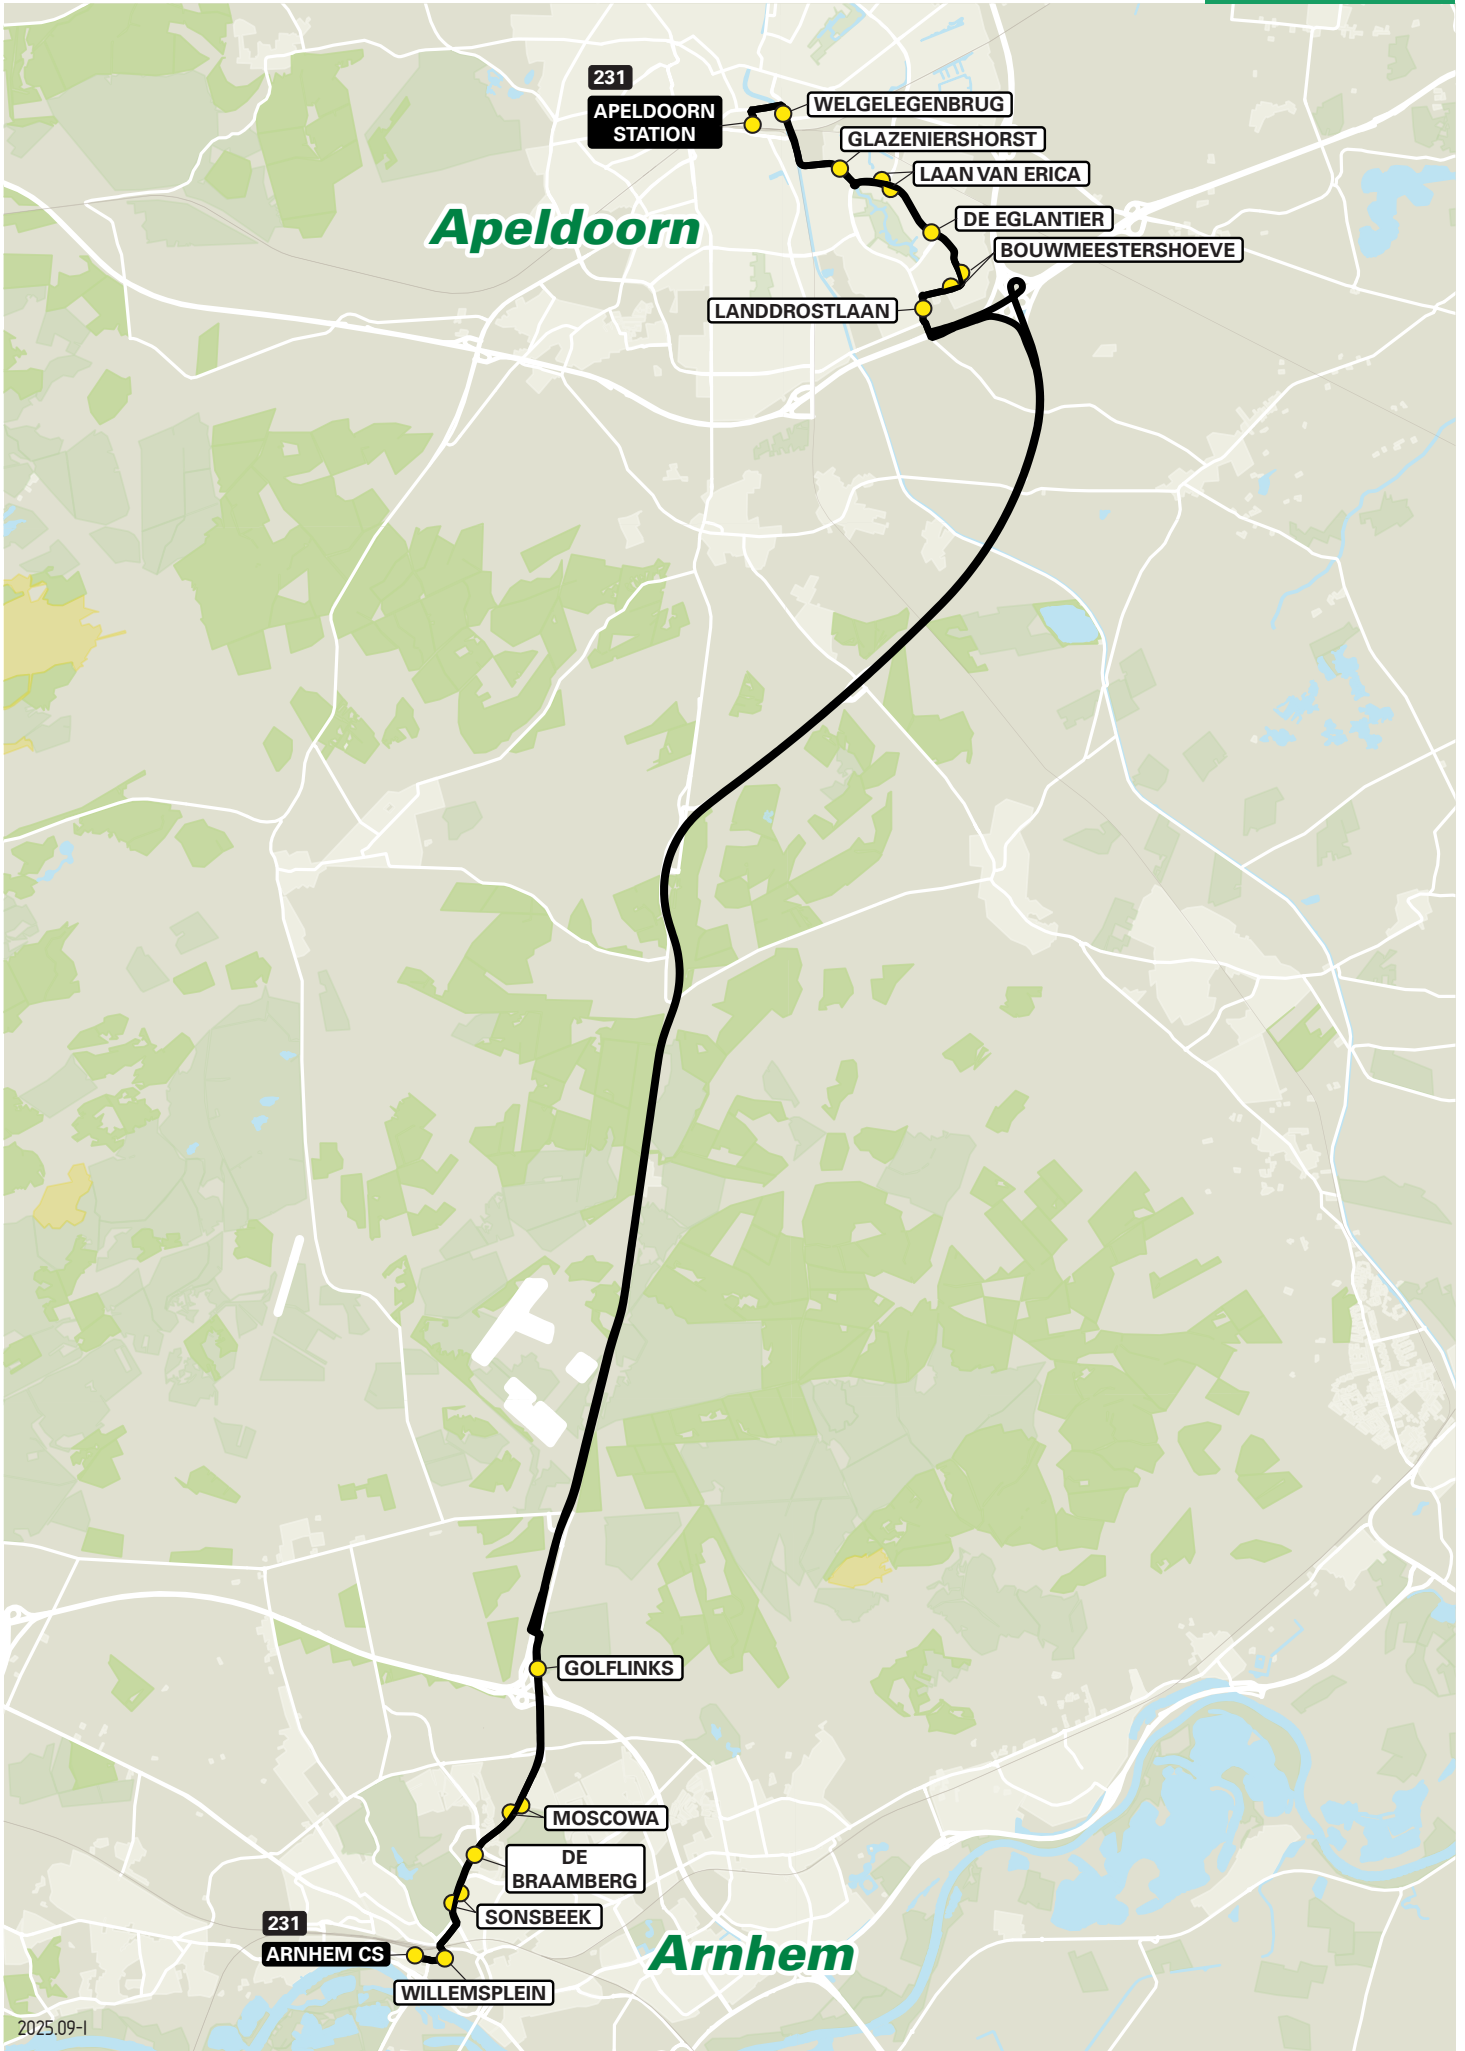 231
APELDOORN
STATION
WELGELEGENBRUG
GLAZENIERSHORST
LAAN VAN ERICA
DE EGLANTIER
Apeldoorn
BOUWMEESTERSHOEVE
LANDDROSTLAAN
GOLFLINKS
MOSCOWA
DE
BRAAMBERG
SONSBEEK
231
ARNHEM CS
Arnhem
WILLEMSPLEIN
2025.09-I